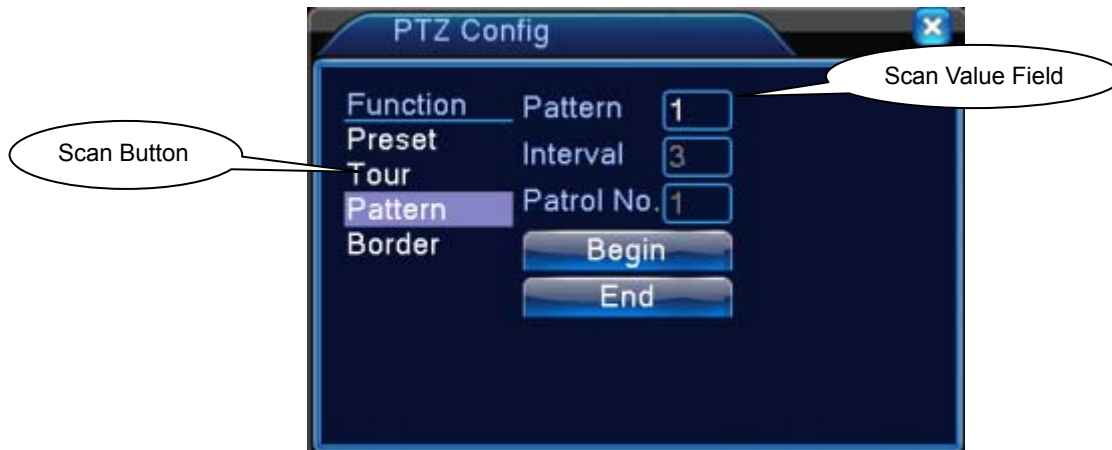 PTZ Config
Scan Value Field
Function
Pattern 1
Preset
Scan Button
Interval 3
Tour
Pattern
Patrol No. 1
Border
Begin
End